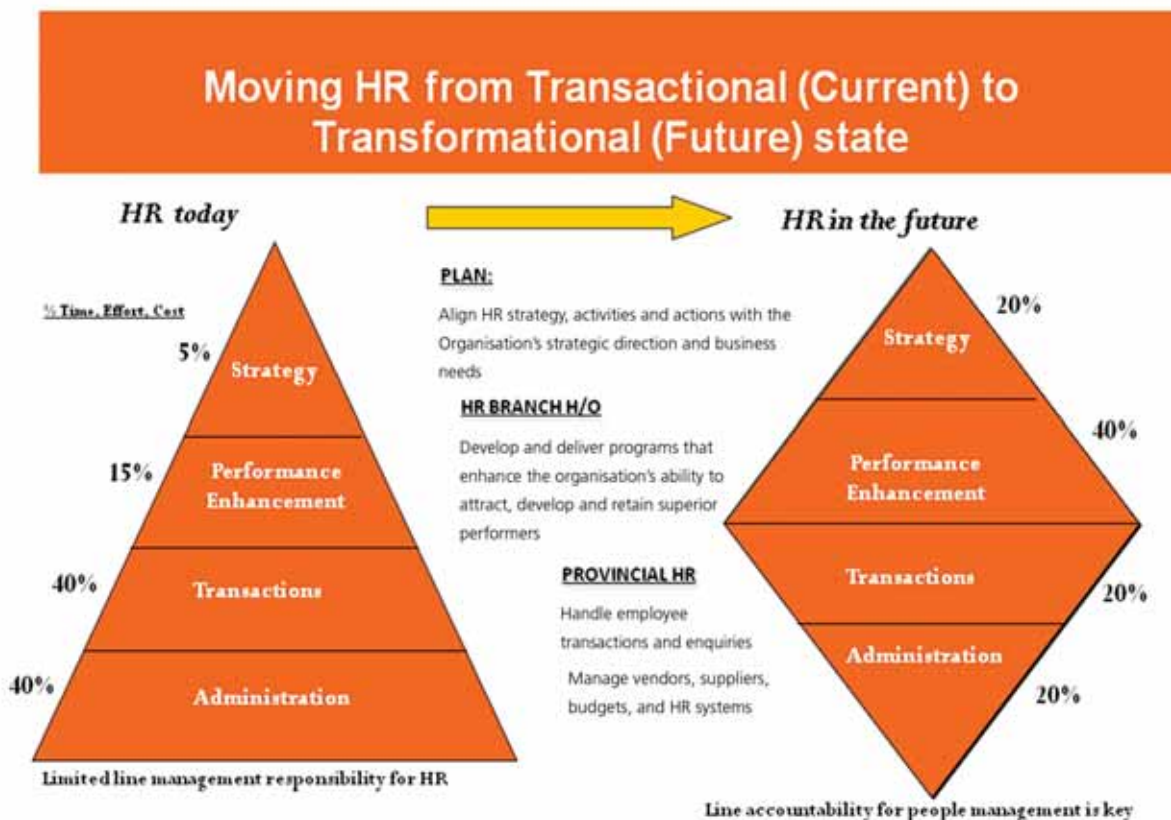 Moving HR from Transactional (Current) to
Transformational (Future) state
HR today
HR in the future
% Time, Effort, Cost
5%
Strategy
15%
Performance
Enhancement
40%
Transactions
40%
Administration
Limited line management responsibility for HR
PLAN:
Align HR strategy, activities and actions with the
Organisation's strategic direction and business
needs
HR BRANCH H/O
Develop and deliver programs that
enhance the organisation's ability to
attract, develop and retain superior
performers
PROVINCIAL HR
Handle employee
transactions and enquiries
Manage vendors, suppliers,
budgets, and HR systems
20%
Strategy
40%
Performance
Enhancement
Transactions
20%
Administration
20%
Line accountability for people management is key